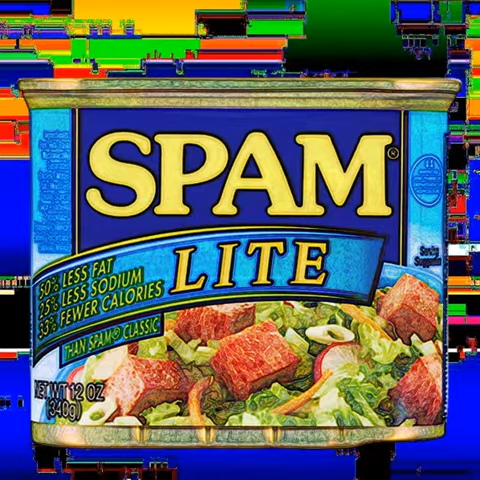 SPAM®
LITE
50% LESS FAT
25% LESS SODIUM
33% FEWER CALORIES
THAN SPAM® CLASSIC
NET WT 12 OZ
(340g)